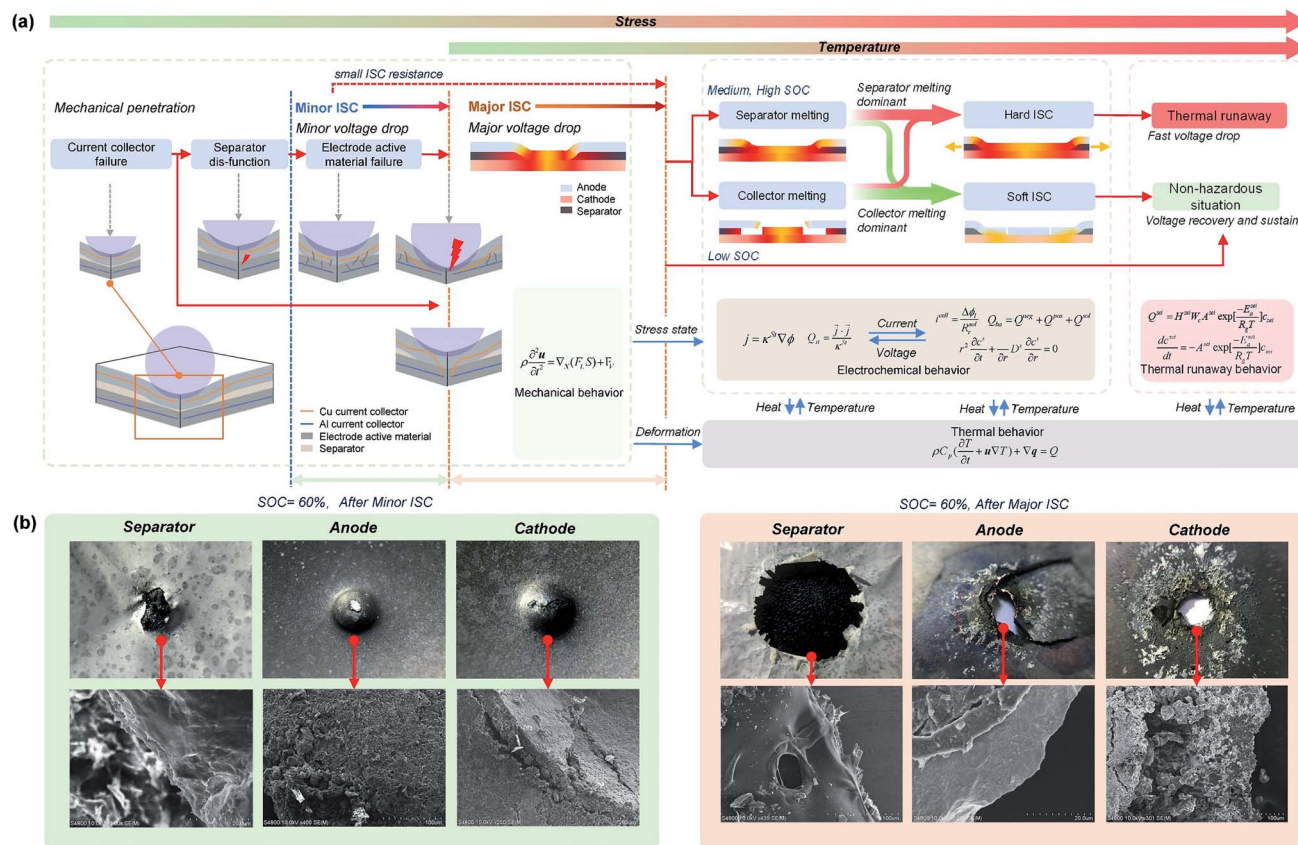 (a)
Stress
Temperature
small ISC resistance
Mechanical penetration
Minor ISC
Major ISC
Minor voltage drop
Major voltage drop
Current collector
failure
Separator
dis-function
Electrode active
material failure
Anode
Cathode
Separator
Medium, High SOC
Separator melting
dominant
Separator melting
Hard ISC
Thermal runaway
Fast voltage drop
Collector melting
Soft ISC
Non-hazardous
situation
Collector melting
dominant
Voltage recovery and sustain
Low SOC
Cu current collector
Al current collector
Electrode active material
Separator
Mechanical behavior
Stress state
Deformation
Current
Voltage
Electrochemical behavior
Thermal runaway behavior
Heat
Temperature
Heat
Temperature
Heat
Temperature
Thermal behavior
(b)
SOC= 60%, After Minor ISC
Separator
Anode
Cathode
SOC= 60%, After Major ISC
Separator
Anode
Cathode